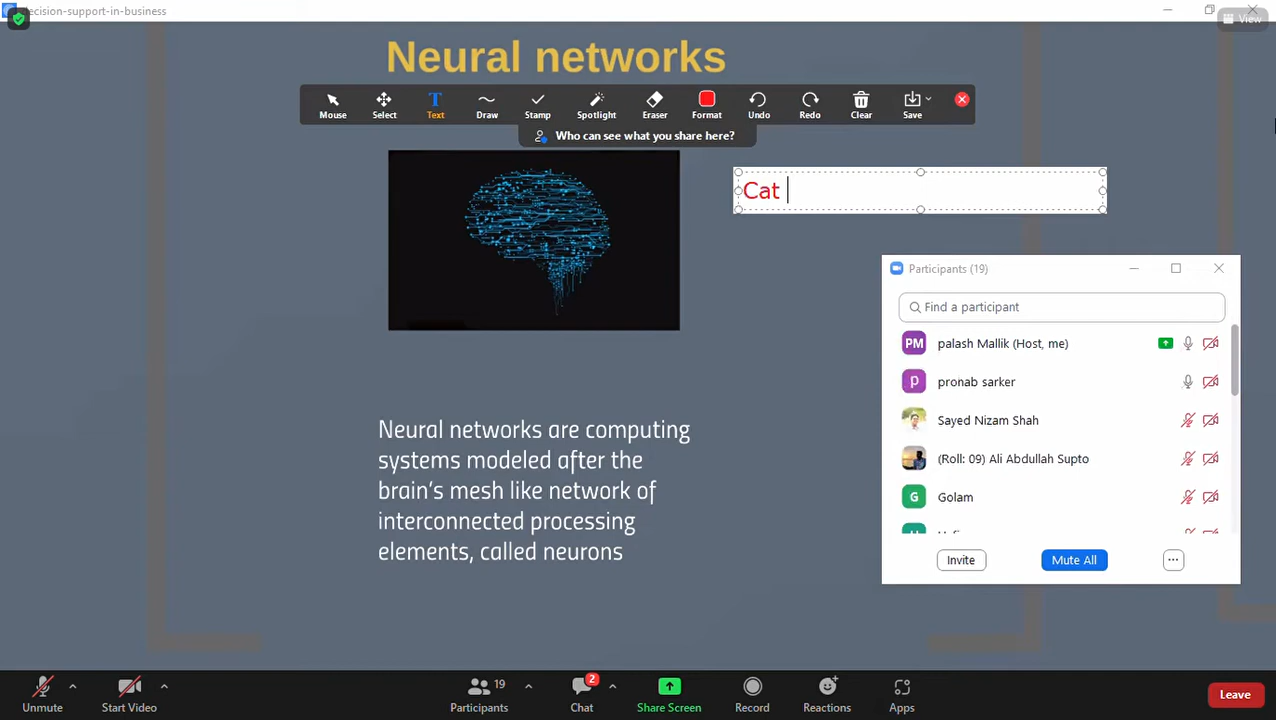 decision-support-in-business
View
Neural networks
Mouse Select Text Draw Stamp Spotlight Eraser Format Undo Redo Clear Save
Who can see what you share here?
Cat
Participants (19)
Find a participant
PM palash Mallik (Host, me)
p pronab sarker
Sayed Nizam Shah
(Roll: 09) Ali Abdullah Supto
G Golam
Neural networks are computing
systems modeled after the
brain's mesh like network of
interconnected processing
elements, called neurons
Invite Mute All ...
Unmute Start Video Participants 19 Chat 2 Share Screen Record Reactions Apps Leave